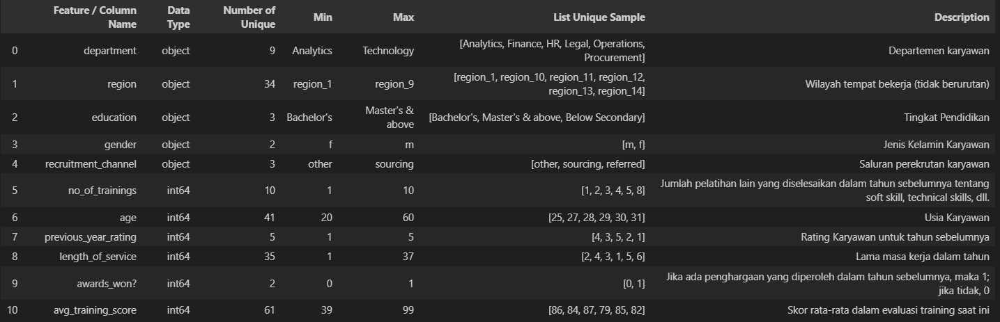 Feature / Column Name Data Type Number of Unique Min Max List Unique Sample Description
0 department object 9 Analytics Technology [Analytics, Finance, HR, Legal, Operations, Procurement] Departemen karyawan
1 region object 34 region_1 region_9 [region_1, region_10, region_11, region_12, region_13, region_14] Wilayah tempat bekerja (tidak berurutan)
2 education object 3 Bachelor's Master's & above [Bachelor's, Master's & above, Below Secondary] Tingkat Pendidikan
3 gender object 2 f m [m, f] Jenis Kelamin Karyawan
4 recruitment_channel object 3 other sourcing [other, sourcing, referred] Saluran perekrutan karyawan
5 no_of_trainings int64 10 1 10 [1, 2, 3, 4, 5, 8] Jumlah pelatihan lain yang diselesaikan dalam tahun sebelumnya tentang soft skill, technical skills, dll.
6 age int64 41 20 60 [25, 27, 28, 29, 30, 31] Usia Karyawan
7 previous_year_rating int64 5 1 5 [4, 3, 5, 2, 1] Rating Karyawan untuk tahun sebelumnya
8 length_of_service int64 35 1 37 [2, 4, 3, 1, 5, 6] Lama masa kerja dalam tahun
9 awards_won? int64 2 0 1 [0, 1] Jika ada penghargaan yang diperoleh dalam tahun sebelumnya, maka 1; jika tidak, 0
10 avg_training_score int64 61 39 99 [86, 84, 87, 79, 85, 82] Skor rata-rata dalam evaluasi training saat ini